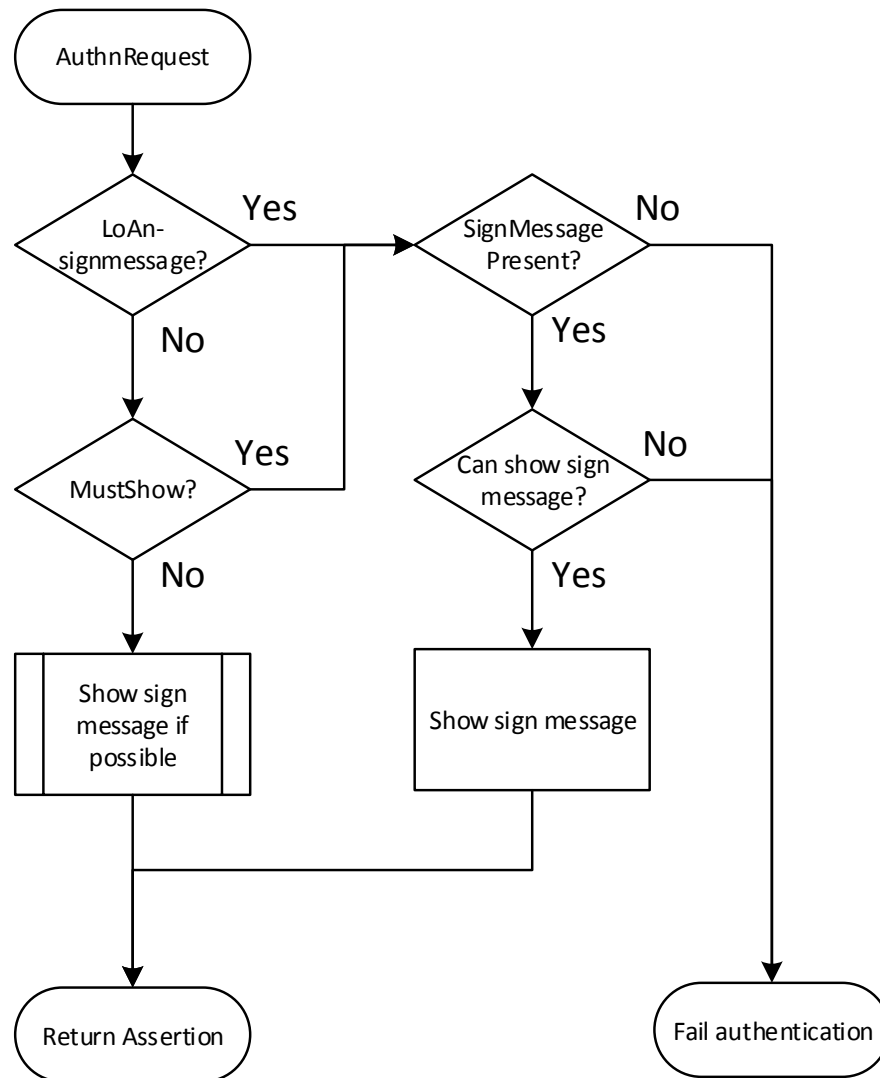 AuthnRequest
Yes
No
LoAn-
signmessage?
SignMessage
Present?
No
Yes
Yes
No
MustShow?
Can show sign
message?
No
Yes
Show sign
message if
possible
Show sign message
Return Assertion
Fail authentication